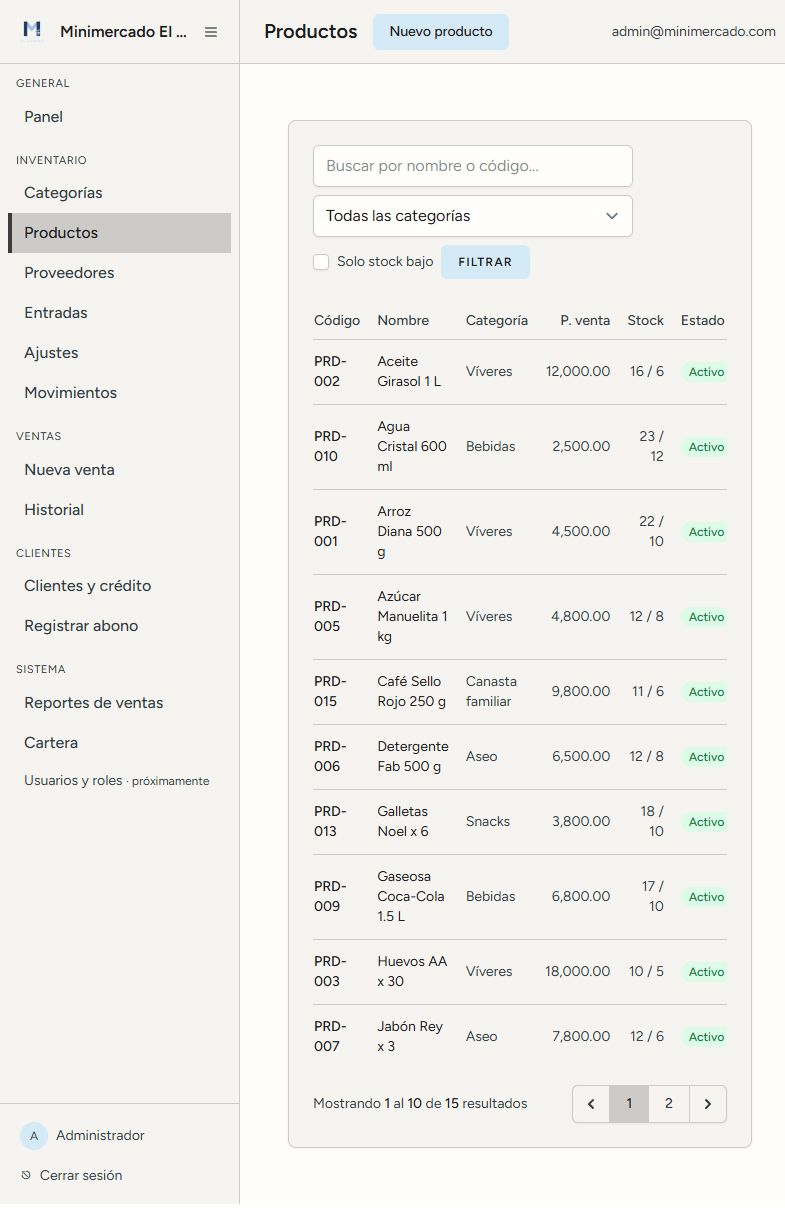 Minimercado El ...
Productos
Nuevo producto
admin@minimercado.com
GENERAL
Panel
INVENTARIO
Categorías
Productos
Proveedores
Entradas
Ajustes
Movimientos
VENTAS
Nueva venta
Historial
CLIENTES
Clientes y crédito
Registrar abono
SISTEMA
Reportes de ventas
Cartera
Usuarios y roles · próximamente
A Administrador
Cerrar sesión
Buscar por nombre o código...
Todas las categorías
Solo stock bajo FILTRAR
Código Nombre Categoría P. venta Stock Estado
PRD-002 Aceite Girasol 1 L Víveres 12,000.00 16 / 6 Activo
PRD-010 Agua Cristal 600 ml Bebidas 2,500.00 23 / 12 Activo
PRD-001 Arroz Diana 500 g Víveres 4,500.00 22 / 10 Activo
PRD-005 Azúcar Manuelita 1 kg Víveres 4,800.00 12 / 8 Activo
PRD-015 Café Sello Rojo 250 g Canasta familiar 9,800.00 11 / 6 Activo
PRD-006 Detergente Fab 500 g Aseo 6,500.00 12 / 8 Activo
PRD-013 Galletas Noel x 6 Snacks 3,800.00 18 / 10 Activo
PRD-009 Gaseosa Coca-Cola 1.5 L Bebidas 6,800.00 17 / 10 Activo
PRD-003 Huevos AA x 30 Víveres 18,000.00 10 / 5 Activo
PRD-007 Jabón Rey x 3 Aseo 7,800.00 12 / 6 Activo
Mostrando 1 al 10 de 15 resultados
1 2